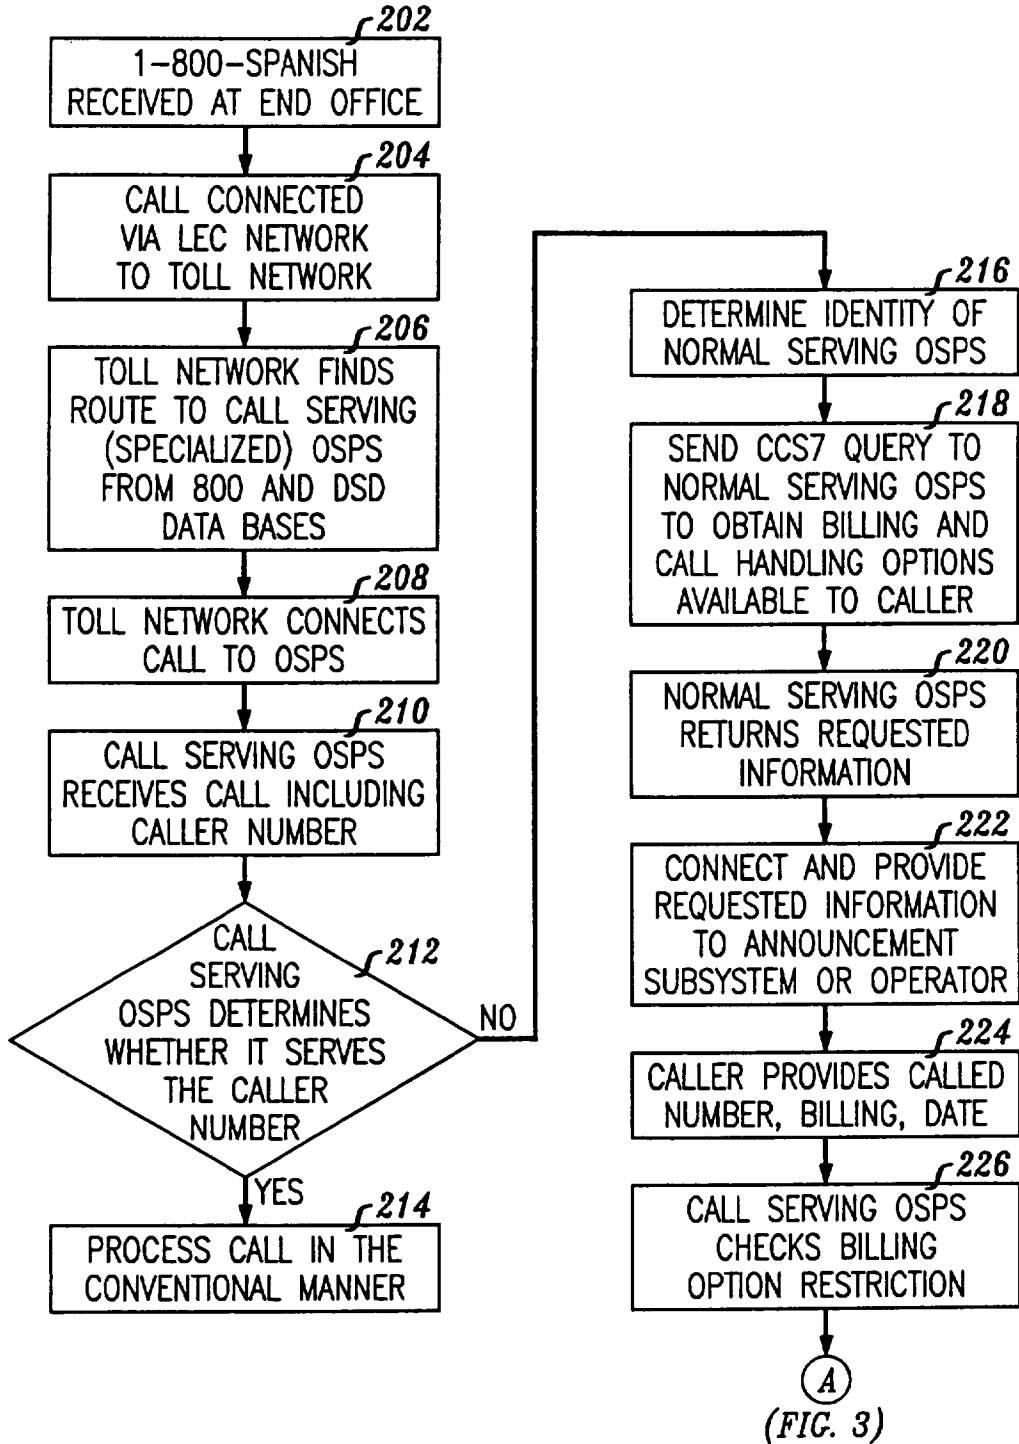 202
1-800-SPANISH
RECEIVED AT END OFFICE
204
CALL CONNECTED
VIA LEC NETWORK
TO TOLL NETWORK
206
TOLL NETWORK FINDS
ROUTE TO CALL SERVING
(SPECIALIZED) OSPS
FROM 800 AND DSD
DATA BASES
208
TOLL NETWORK CONNECTS
CALL TO OSPS
210
CALL SERVING OSPS
RECEIVES CALL INCLUDING
CALLER NUMBER
212
CALL
SERVING
OSPS DETERMINES
WHETHER IT SERVES
THE CALLER
NUMBER
NO
YES
214
PROCESS CALL IN THE
CONVENTIONAL MANNER
216
DETERMINE IDENTITY OF
NORMAL SERVING OSPS
218
SEND CCS7 QUERY TO
NORMAL SERVING OSPS
TO OBTAIN BILLING AND
CALL HANDLING OPTIONS
AVAILABLE TO CALLER
220
NORMAL SERVING OSPS
RETURNS REQUESTED
INFORMATION
222
CONNECT AND PROVIDE
REQUESTED INFORMATION
TO ANNOUNCEMENT
SUBSYSTEM OR OPERATOR
224
CALLER PROVIDES CALLED
NUMBER, BILLING, DATE
226
CALL SERVING OSPS
CHECKS BILLING
OPTION RESTRICTION
A
(FIG. 3)